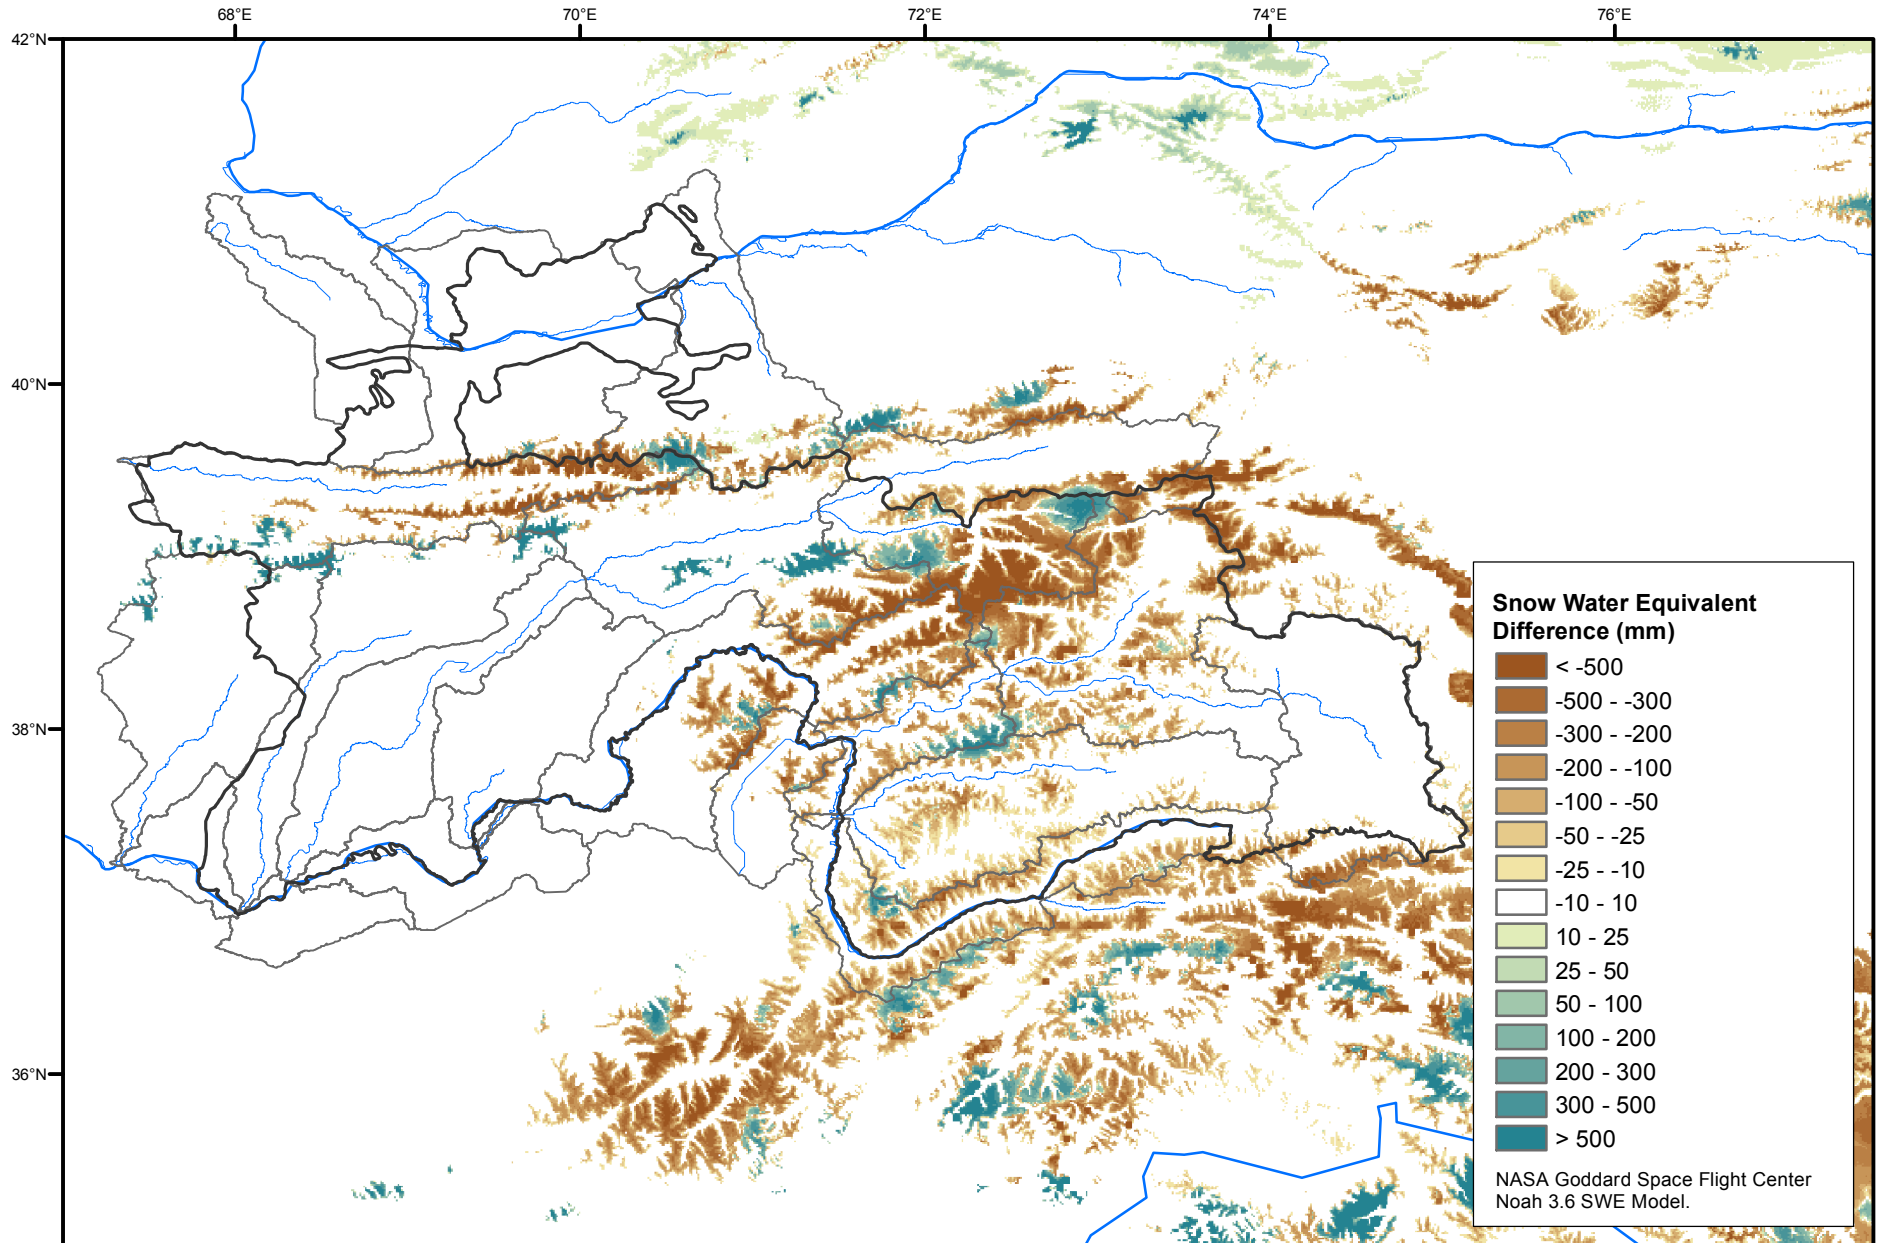 68°E
70°E
72°E
74°E
76°E
42°N
40°N
38°N
36°N
Snow Water Equivalent
Difference (mm)
< -500
-500 - -300
-300 - -200
-200 - -100
-100 - -50
-50 - -25
-25 - -10
-10 - 10
10 - 25
25 - 50
50 - 100
100 - 200
200 - 300
300 - 500
> 500
NASA Goddard Space Flight Center
Noah 3.6 SWE Model.